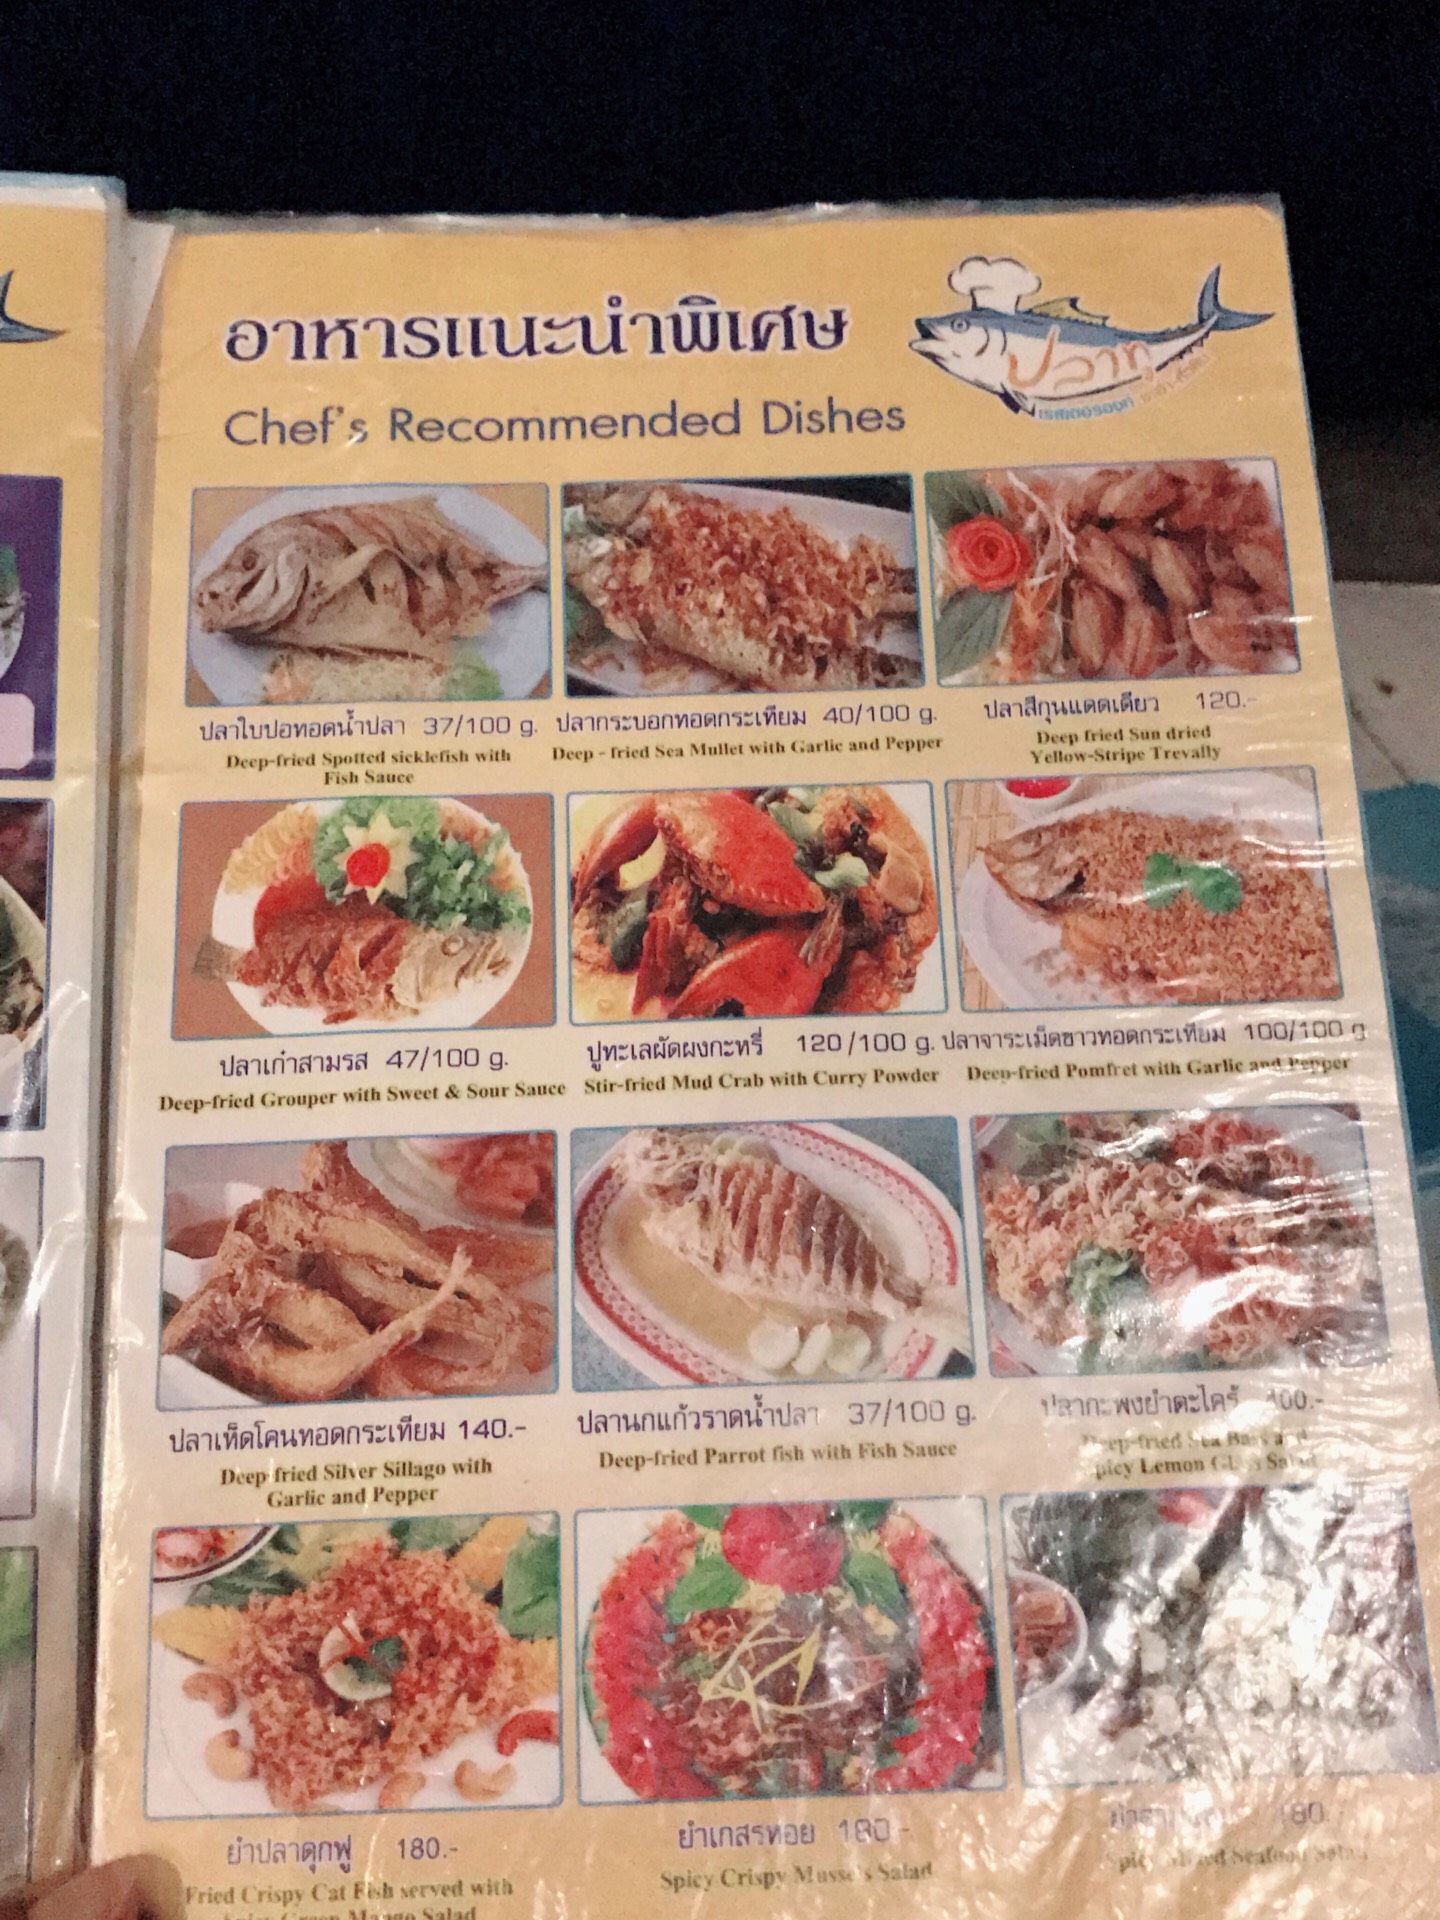 อาหารแนะนำพิเศษ
ปลาทู
เรสเตอรองท์
Chef's Recommended Dishes
ปลาใบปอทอดน้ำปลา 37/100 g.
Deep-fried Spotted sicklefish with
Fish Sauce
ปลากระบอกทอดกระเทียม 40/100 g.
Deep - fried Sea Mullet with Garlic and Pepper
ปลาสีกุนแดดเดียว 120.-
Deep fried Sun dried
Yellow-Stripe Trevally
ปลาเก๋าสามรส 47/100 g.
Deep-fried Grouper with Sweet & Sour Sauce
ปูทะเลผัดผงกะหรี่ 120/100 g.
Stir-fried Mud Crab with Curry Powder
ปลาจาระเม็ดขาวทอดกระเทียม 100/100 g
Deep-fried Pomfret with Garlic and Pepper
ปลาเห็ดโคนทอดกระเทียม 140.-
Deep-fried Silver Sillago with
Garlic and Pepper
ปลานกแก้วราดน้ำปลา 37/100 g.
Deep-fried Parrot fish with Fish Sauce
ปลากะพงยำตะไคร้
Deep-fried Sea Bass and
Spicy Lemon Salad
ยำปลาดุกฟู 180.-
Fried Crispy Cat Fish served with
Spicy Green Mango Salad
ยำเกสรหอย 180.-
Spicy Crispy Mussels Salad
180.
Seafood Salad